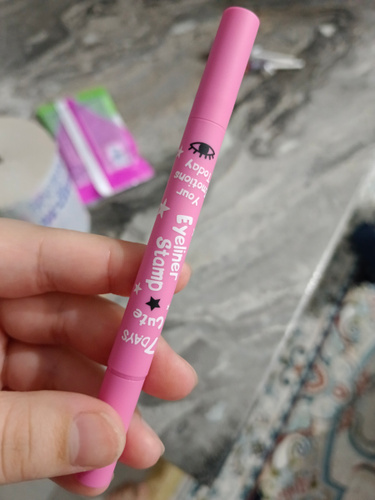 7DAYS
Cute
Eyeliner
Stamp
Your
emotions
Today